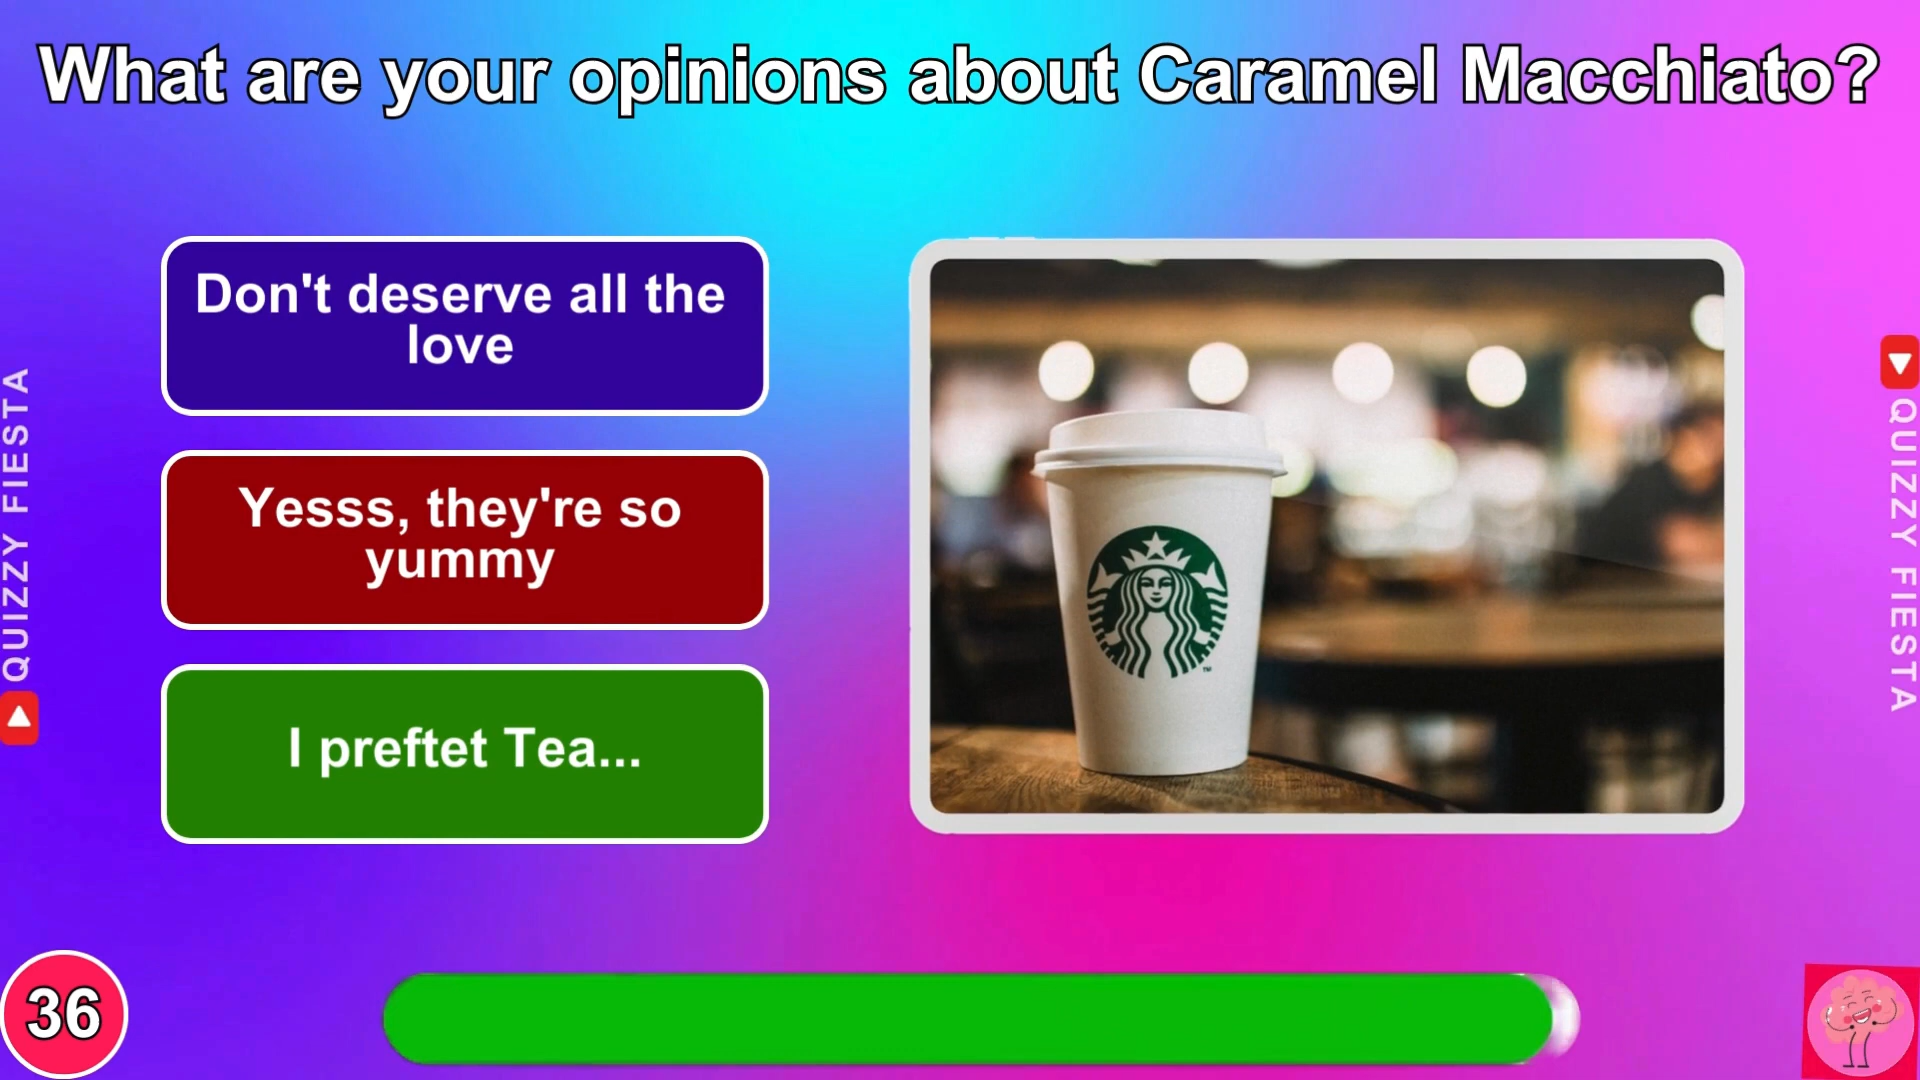 What are your opinions about Caramel Macchiato?
Don't deserve all the
love
Yesss, they're so
yummy
I preftet Tea...
36
QUIZZY FIESTA
QUIZZY FIESTA
TM